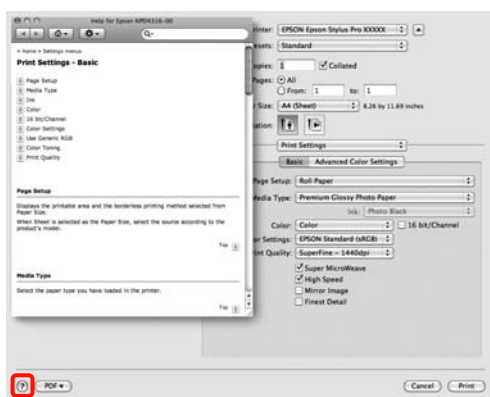 Help for Epson NPD4316-00
Q-
> Home > Settings menus
Print Settings - Basic
Page Setup
Media Type
Ink
Color
16 bit/Channel
Color Settings
Use Generic RGB
Color Toning
Print Quality
Page Setup
Displays the printable area and the borderless printing method selected from
Paper Size.
When Sheet is selected as the Paper Size, select the source according to the
product's model.
Top
Media Type
Select the paper type you have loaded in the printer.
Top
inter: EPSON Epson Stylus Pro XXXXX
esets: Standard
opies: 1 Collated
Pages: All
From: 1 to: 1
r Size: A4 (Sheet) 8.26 by 11.69 inches
ation:
Print Settings
Basic Advanced Color Settings
Page Setup: Roll Paper
Media Type: Premium Glossy Photo Paper
Ink: Photo Black
Color: Color 16 bit/Channel
or Settings: EPSON Standard (sRGB)
int Quality: SuperFine - 1440dpi
Super MicroWeave
High Speed
Mirror Image
Finest Detail
? PDF Cancel Print